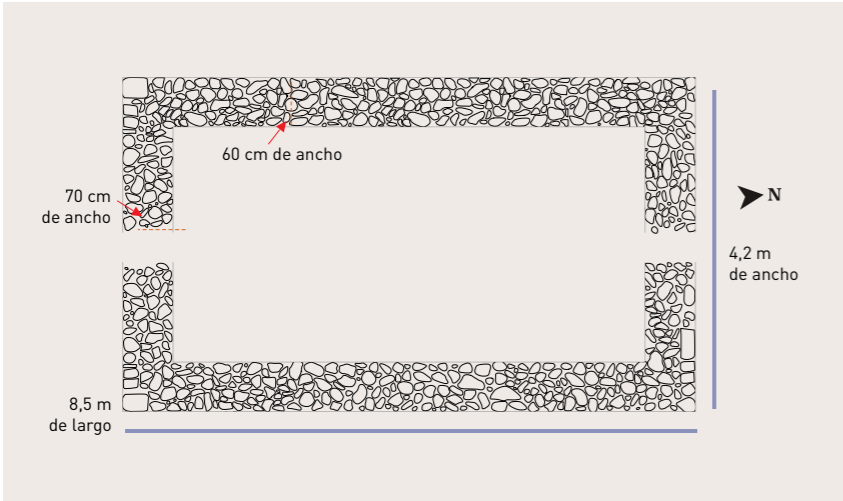 60 cm de ancho
70 cm
de ancho
N
4,2 m
de ancho
8,5 m
de largo